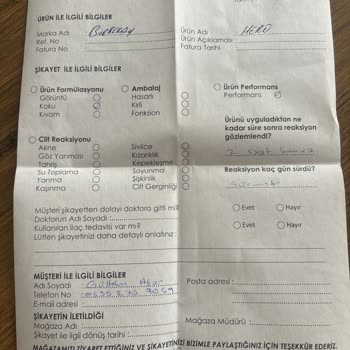 ÜRÜN İLE İLGİLİ BİLGİLER
Marka Adı
Ürün Adı : HERO
Ref. No
Ürün Açıklaması
Fatura No
Fatura Tarihi :
ŞİKAYET İLE İLGİLİ BİLGİLER
Ürün Formülasyonu
Ambalaj
Ürün Performans
Görüntü
Hasarlı
Performans
Koku
Kirli
Kıvam
Fonksiyon
Ürünü uyguladıktan ne
kadar süre sonra reaksiyon
gözlemlendi?
Cilt Reaksiyonu
Akne
Sivilce
Göz Yanması
Kızarıklık
Tahriş
Kepekleşme
Reaksiyon kaç gün sürdü?
Su Toplama
Soyunma
Yanma
Şişkinlik
Kaşınma
Cilt Gerginliği
Müşteri şikayetten dolayı doktora gitti mi?
Evet
Hayır
Doktorun Adı Soyadı :
Kullanılan ilaç tedavisi var mı?
Evet
Hayır
Lütfen şikayetinizi daha detaylı anlatınız :
MÜŞTERİ İLE İLGİLİ BİLGİLER
Adı Soyadı :
Posta adresi :
Telefon No :
E-mail adresi :
ŞİKAYETİN İLETİLDİĞİ
Mağaza Adı :
Mağaza Müdürü :
Şikayet ile ilgili dönüş tarihi :
MAĞAZAMIZI ZİYARET ETTİĞİNİZ VE ŞİKAYETİNİZİ BİZİMLE PAYLAŞTIĞINIZ İÇİN TEŞEKKÜR EDERİZ.